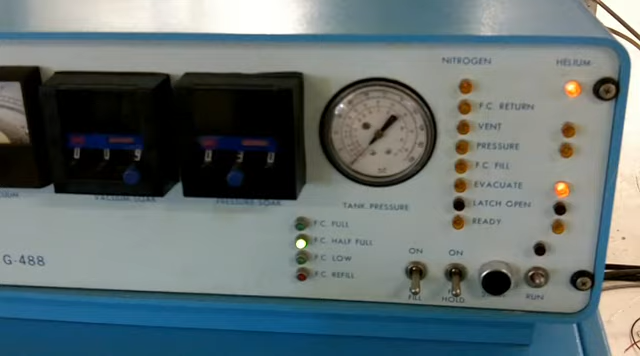 NITROGEN
HELIUM
F.C. RETURN
VENT
PRESSURE
F.C. FILL
EVACUATE
LATCH OPEN
READY
VACUUM SOAK
PRESSURE SOAK
TANK PRESSURE
F.C. FULL
F.C. HALF FULL
F.C. LOW
F.C. REFILL
G-488
ON
ON
FILL
HOLD
RUN